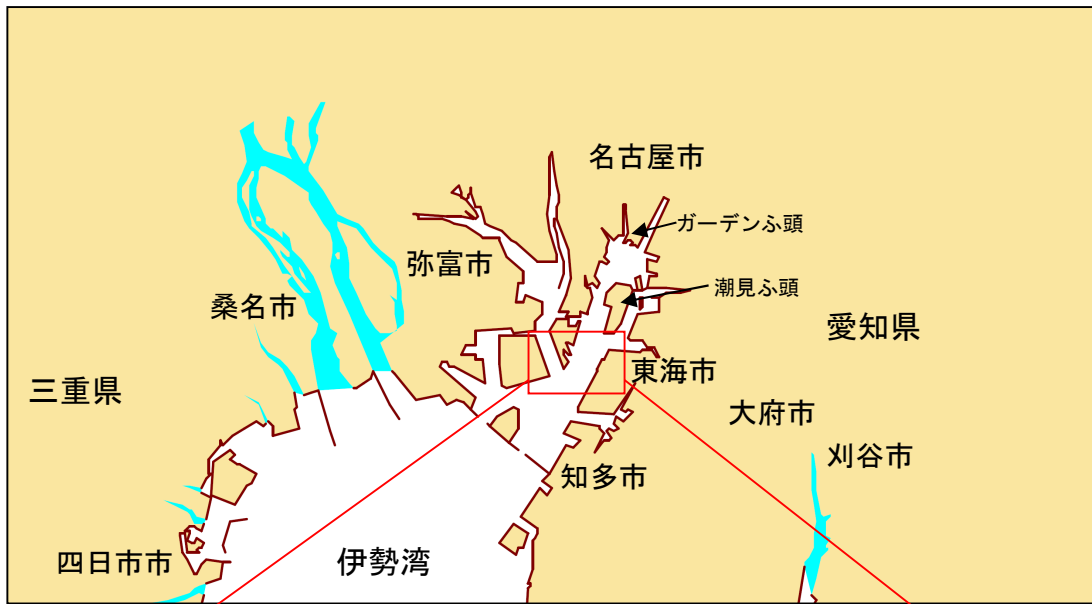 名古屋市
ガーデンふ頭
弥富市
潮見ふ頭
桑名市
愛知県
東海市
三重県
大府市
刈谷市
知多市
四日市市
伊勢湾